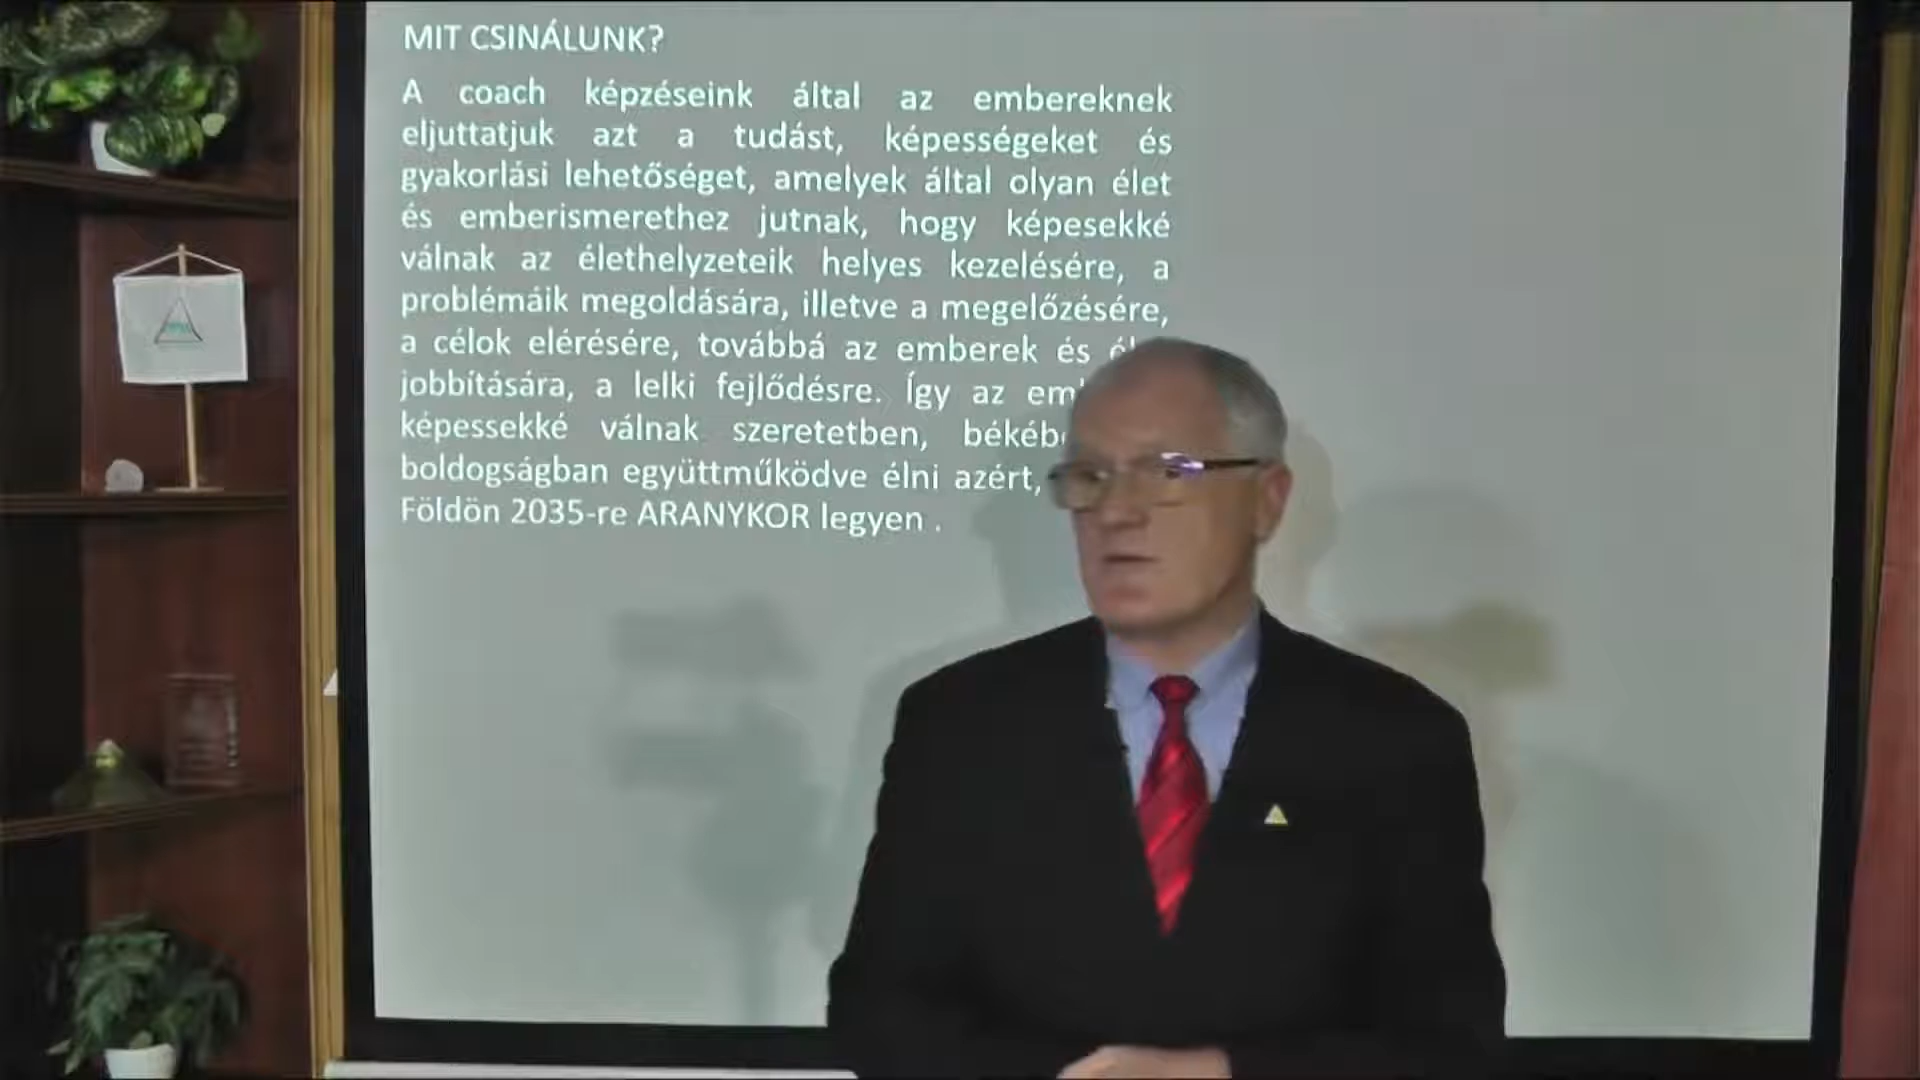 MIT CSINÁLUNK?
A coach képzéseink által az embereknek
eljuttatjuk azt a tudást, képességeket és
gyakorlási lehetőséget, amelyek által olyan élet
és emberismerethez jutnak, hogy képesekké
válnak az élethelyzeteik helyes kezelésére, a
problémáik megoldására, illetve a megelőzésére,
a célok elérésére, továbbá az emberek és
jobbítására, a lelki fejlődésre. Így az
képessekké válnak szeretetben,
boldogságban együttműködve élni azért,
Földön 2035-re ARANYKOR legyen .